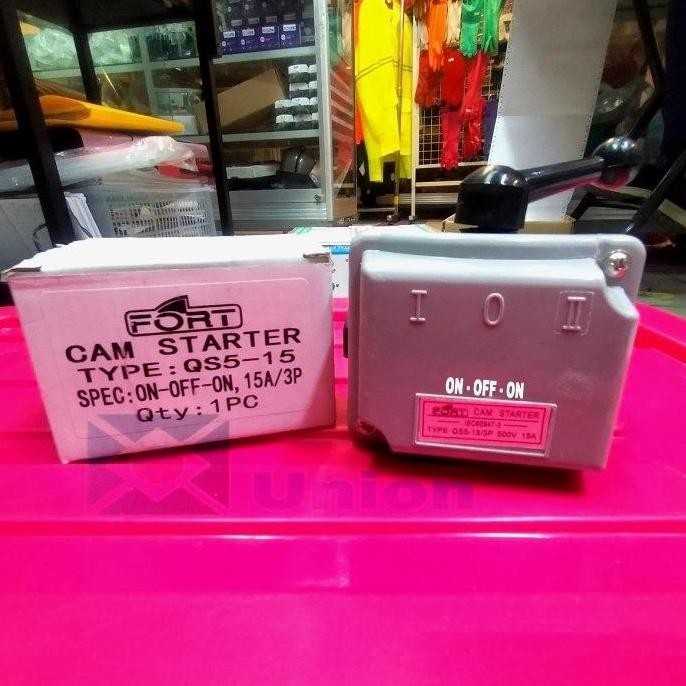 FORT
CAM STARTER
TYPE:QS5-15
SPEC:ON-OFF-ON,15A/3P
Qty:1PC
I O II
ON-OFF-ON
FORT CAM STARTER
IEC60947-3
TYPE QS5-15/3P 500V 15A
Union